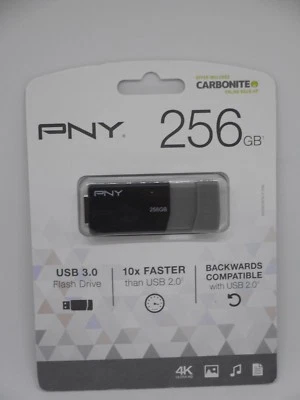 CARBONITE
PNY
256GB
PNY
256GB
USB 3.0
Flash Drive
10x FASTER
than USB 2.0
BACKWARDS
COMPATIBLE
with USB 2.0
4K